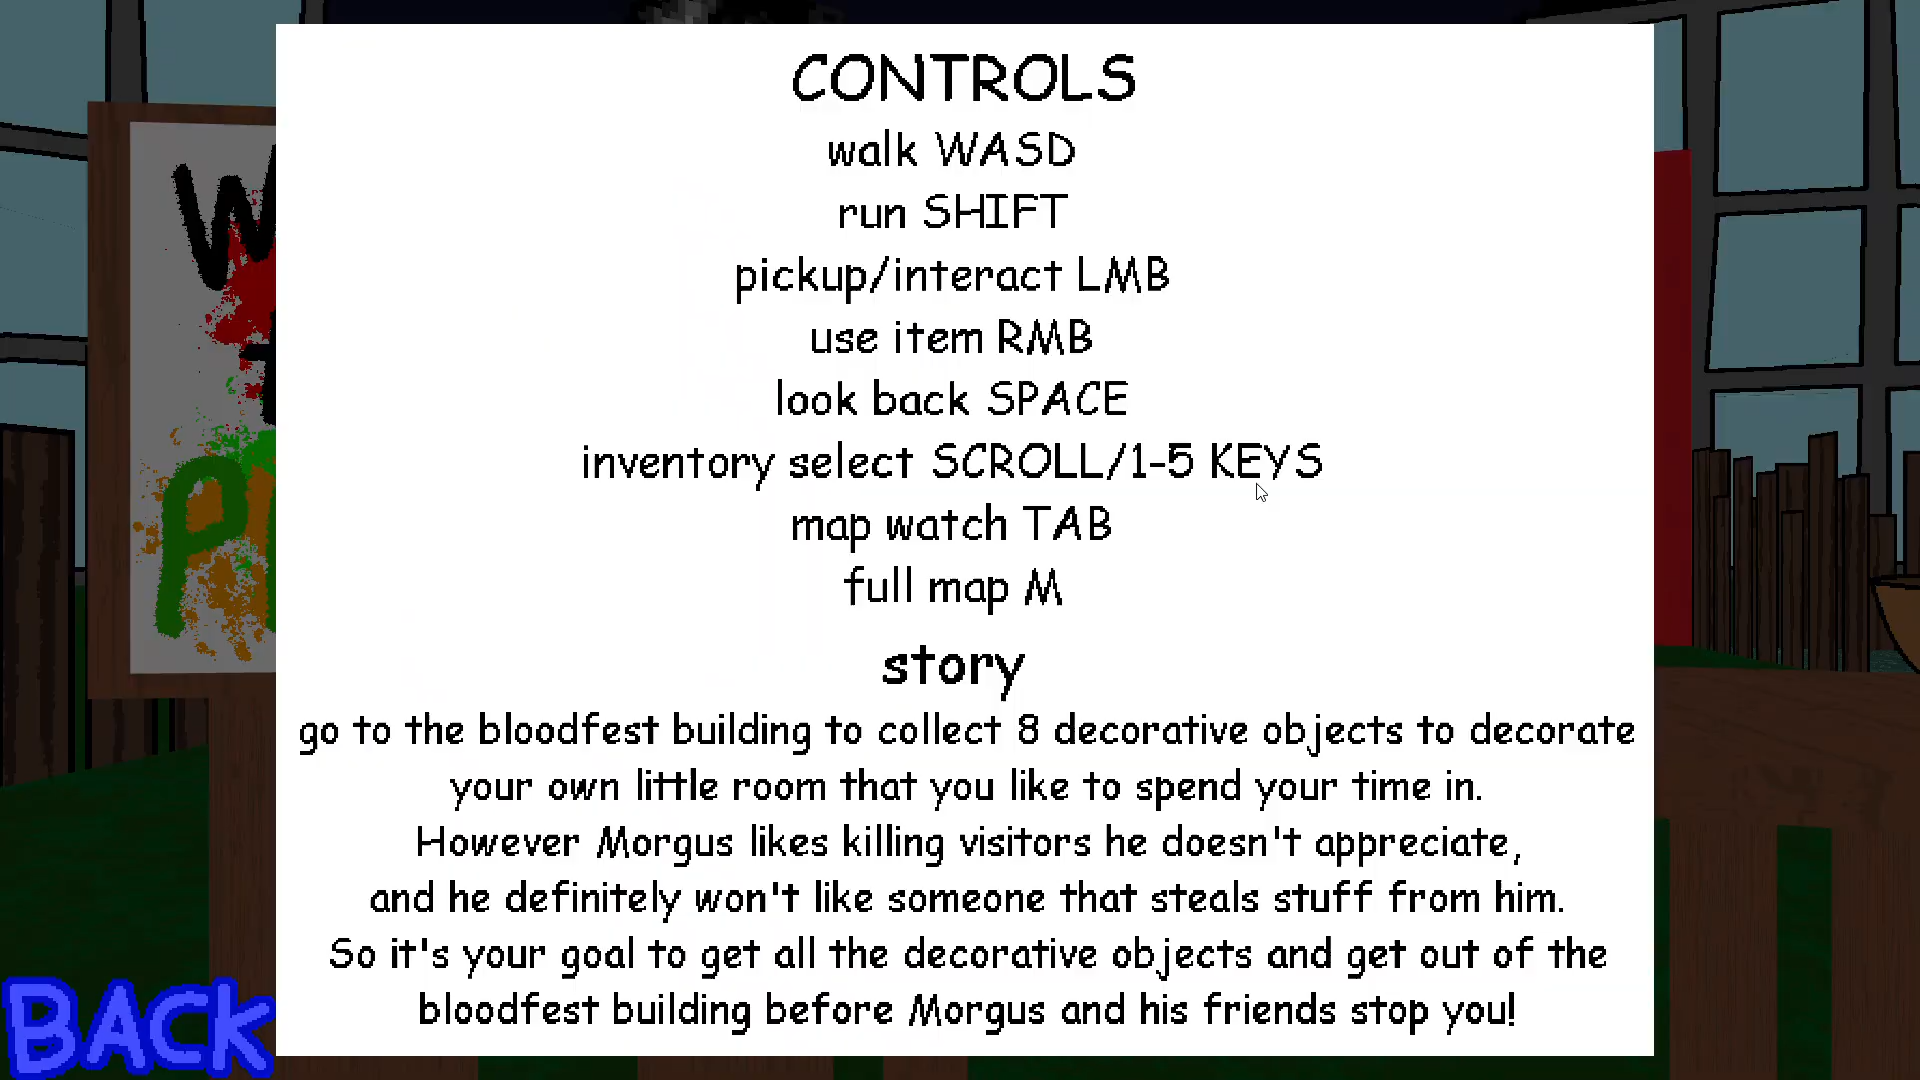 CONTROLS
walk WASD
run SHIFT
pickup/interact LMB
use item RMB
look back SPACE
inventory select SCROLL/1-5 KEYS
map watch TAB
full map M
story
go to the bloodfest building to collect 8 decorative objects to decorate
your own little room that you like to spend your time in.
However Morgus likes killing visitors he doesn't appreciate,
and he definitely won't like someone that steals stuff from him.
So it's your goal to get all the decorative objects and get out of the
bloodfest building before Morgus and his friends stop you!
BACK